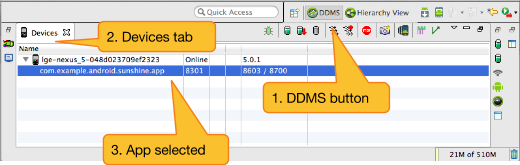 Quick Access
DDMS
Hierarchy View
Devices
2. Devices tab
Name
lge-nexus_5-048d023709ef2323
Online
5.0.1
com.example.android.sunshine.app
8301
8603 / 8700
1. DDMS button
3. App selected
21M of 510M